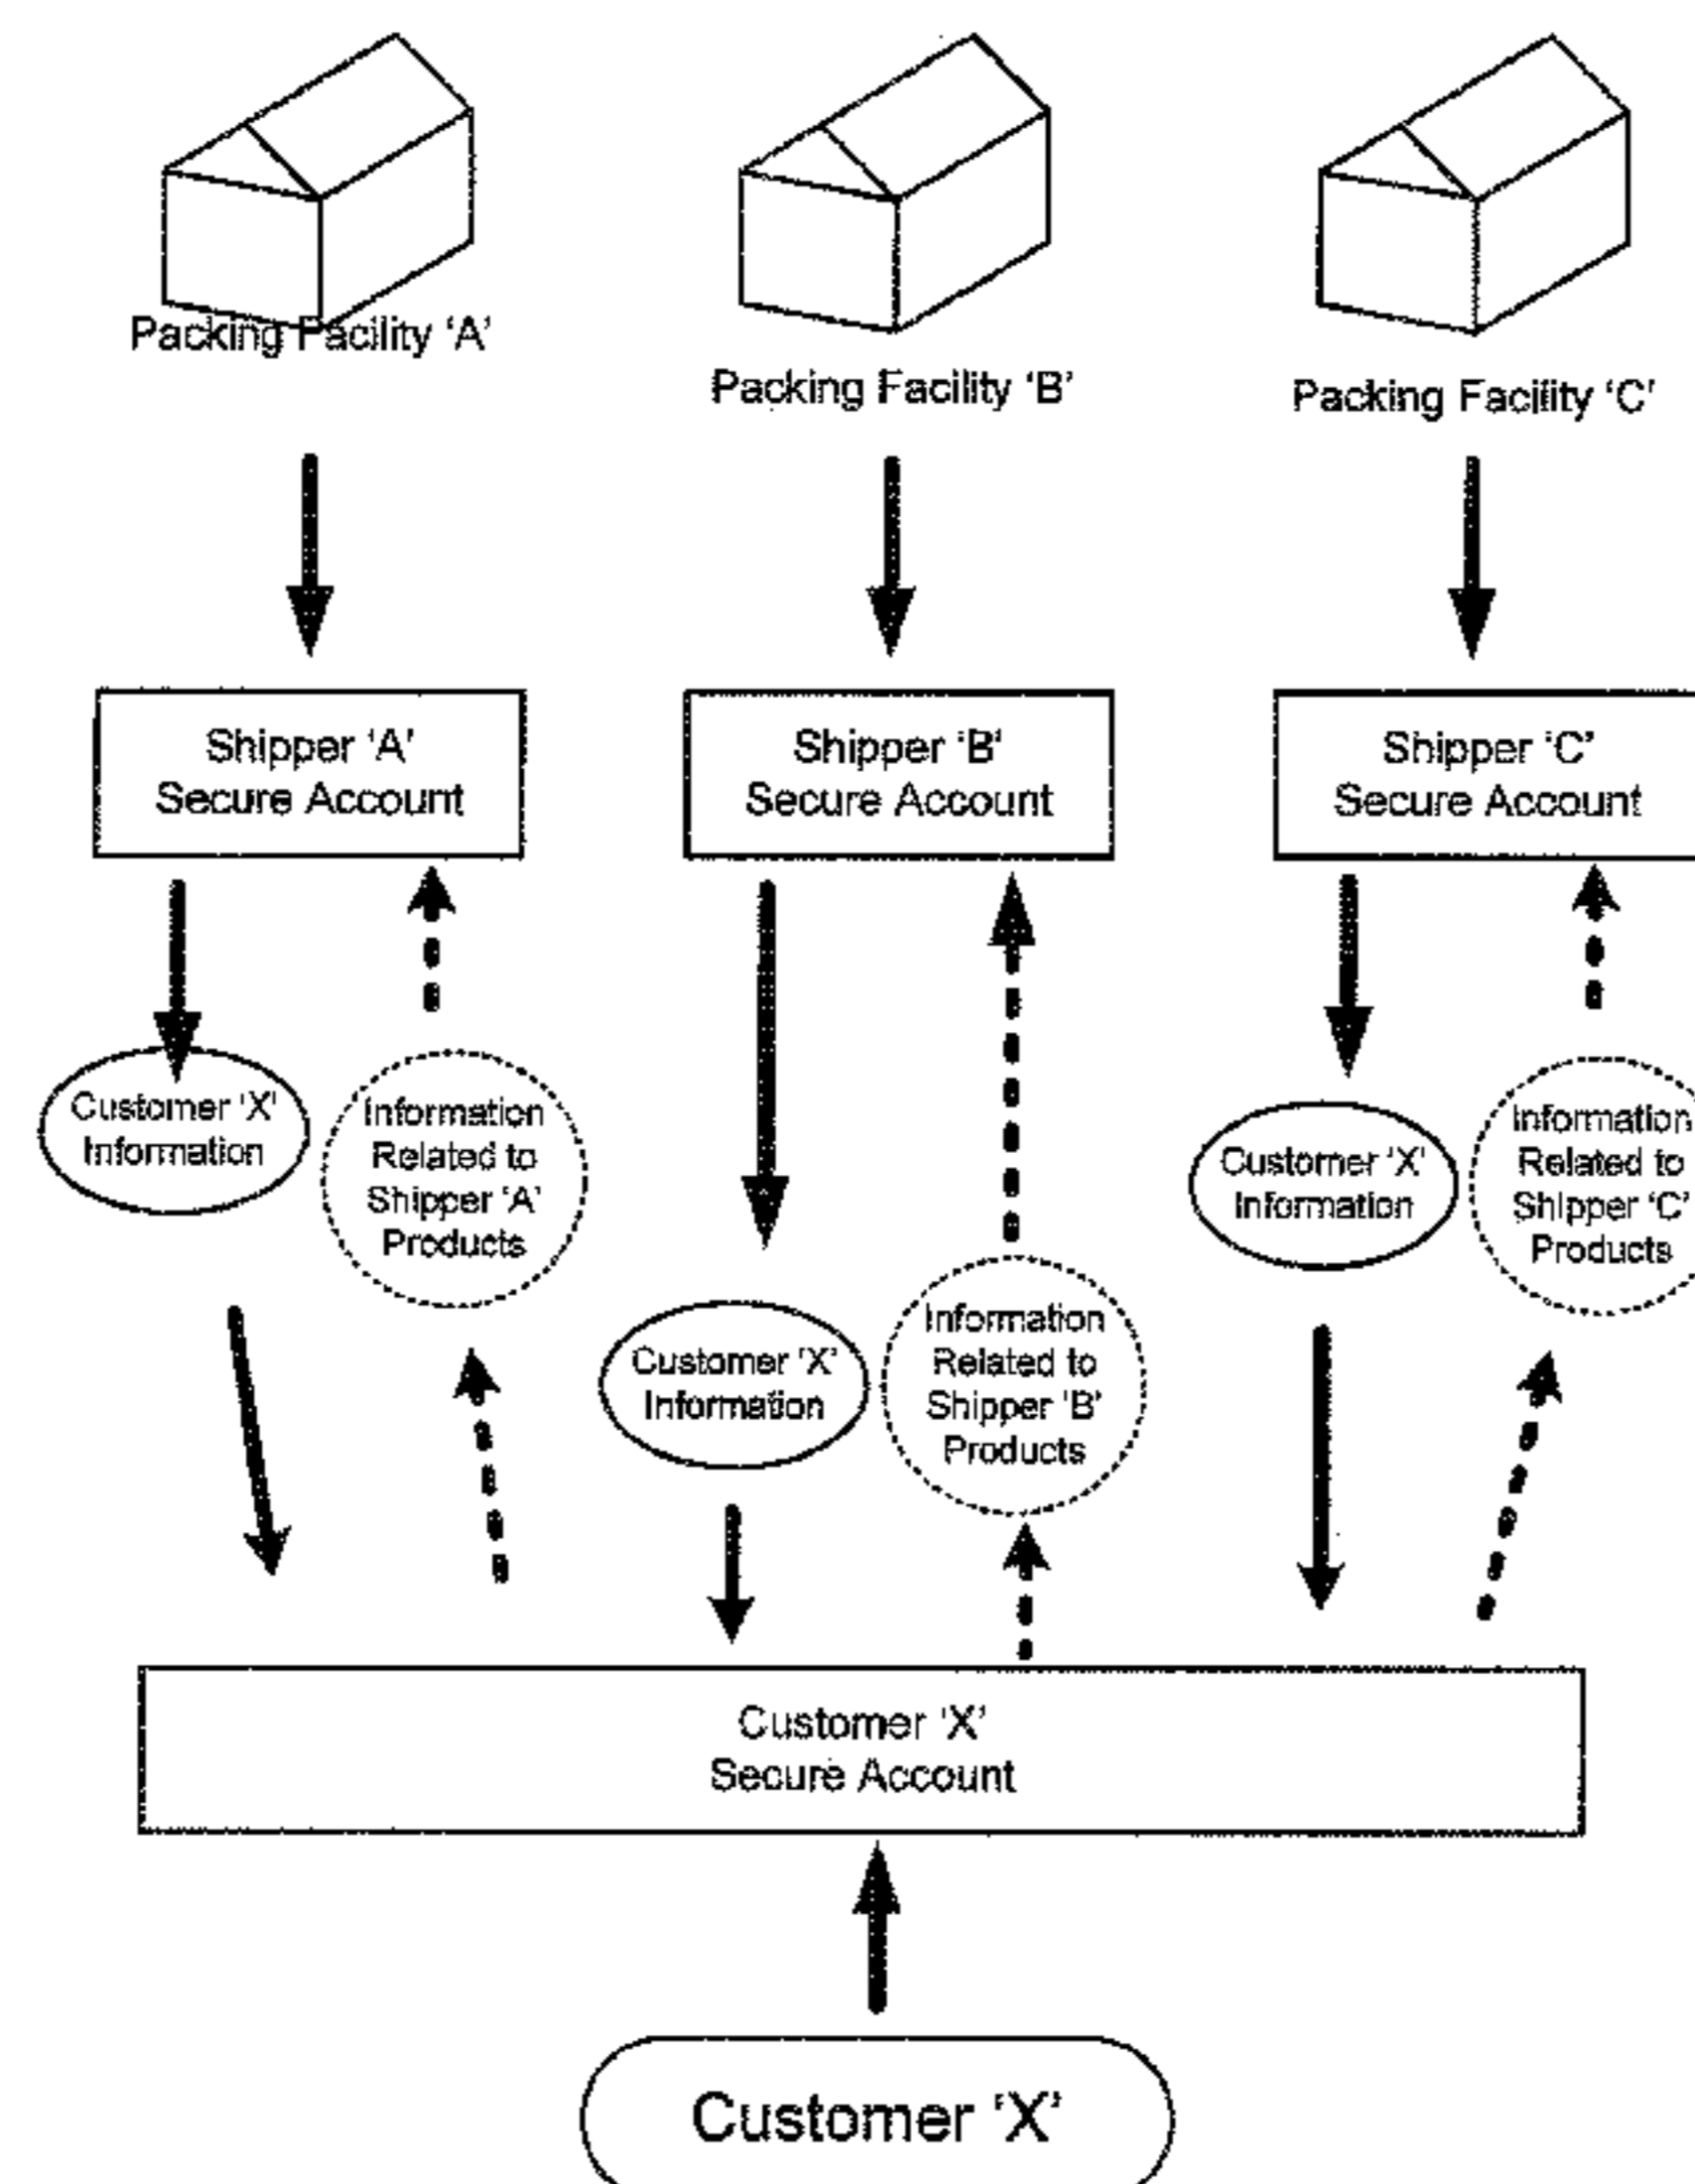 Packing Facility ‘A’
Packing Facility ‘B’
Packing Facility ‘C’
Shipper ‘A’
Secure Account
Shipper ‘B’
Secure Account
Shipper ‘C’
Secure Account
Customer ‘X’
Information
Information
Related to
Shipper ‘A’
Products
Customer ‘X’
Information
Information
Related to
Shipper ‘B’
Products
Customer ‘X’
Information
Information
Related to
Shipper ‘C’
Products
Customer ‘X’
Secure Account
Customer ‘X’